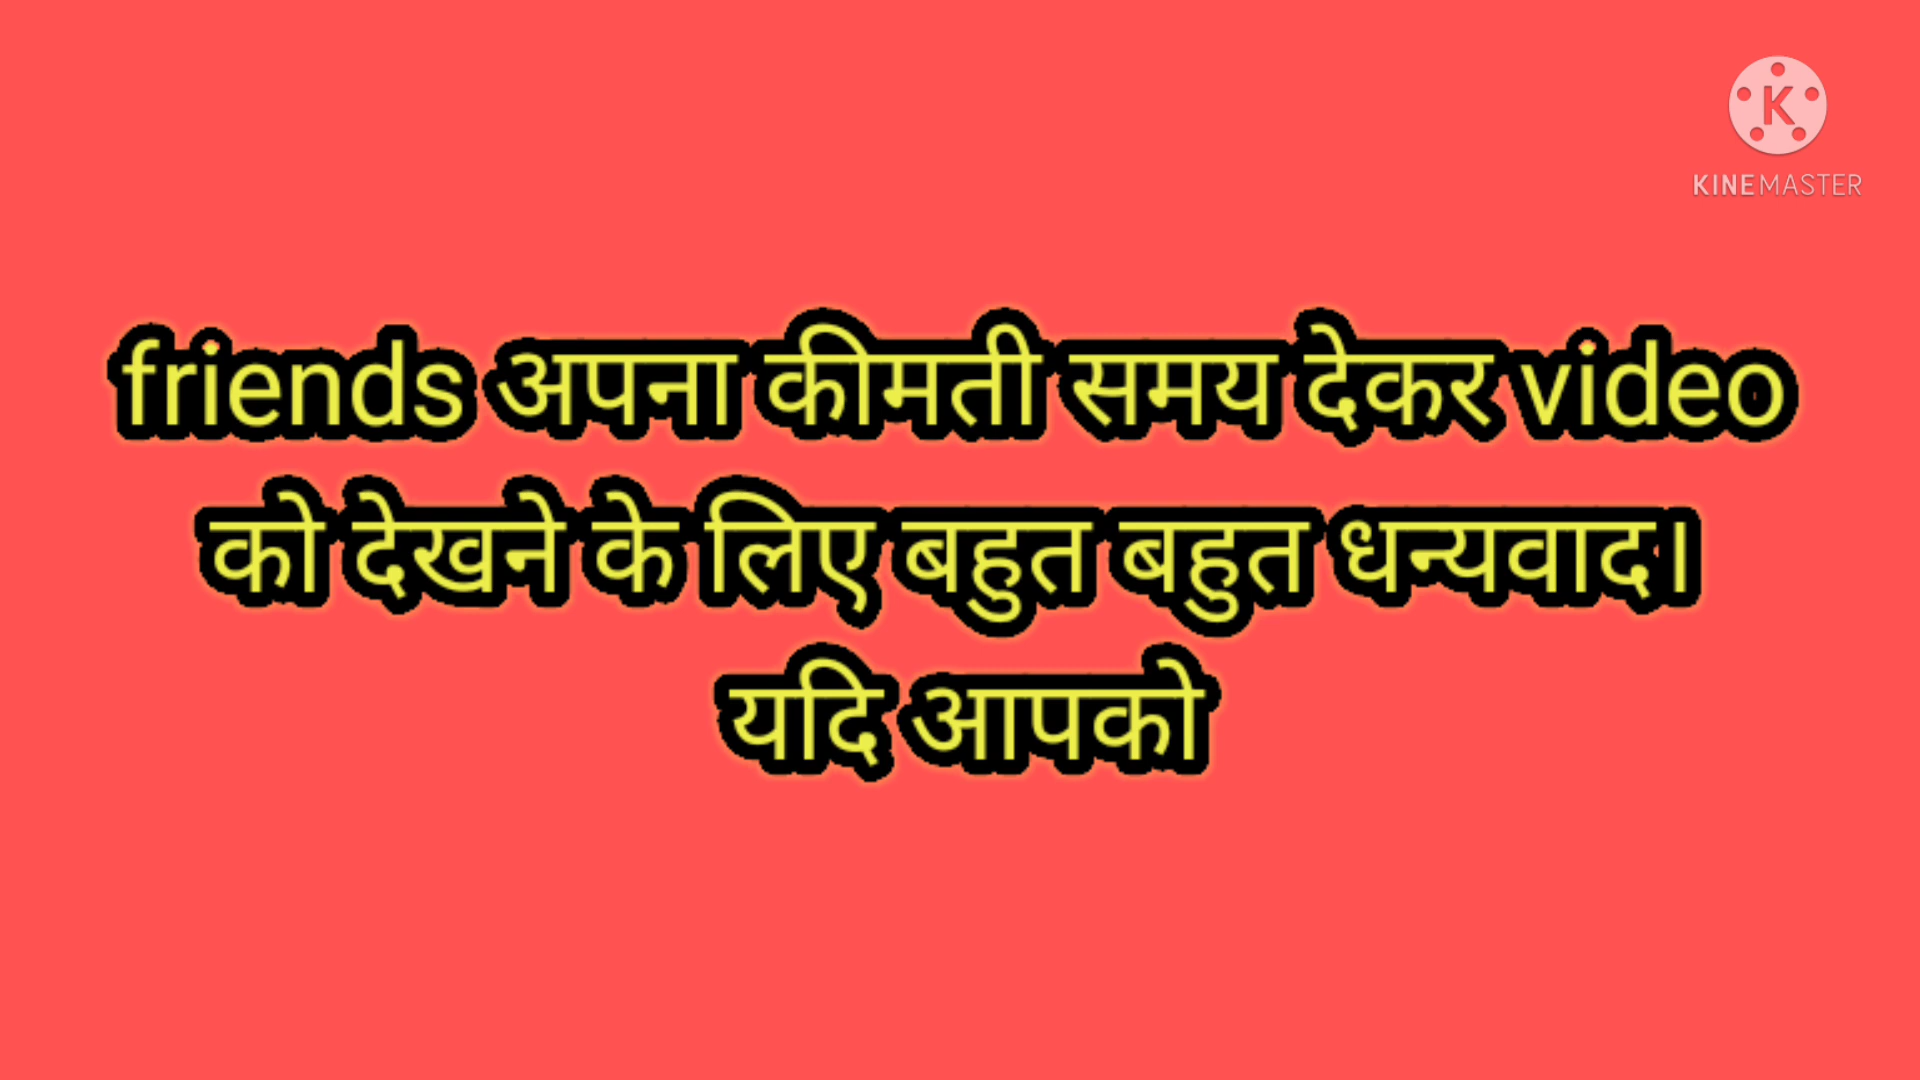 K
KINEMASTER
friends अपना कीमती समय देकर video
को देखने के लिए बहुत बहुत धन्यवाद।
यदि आपको